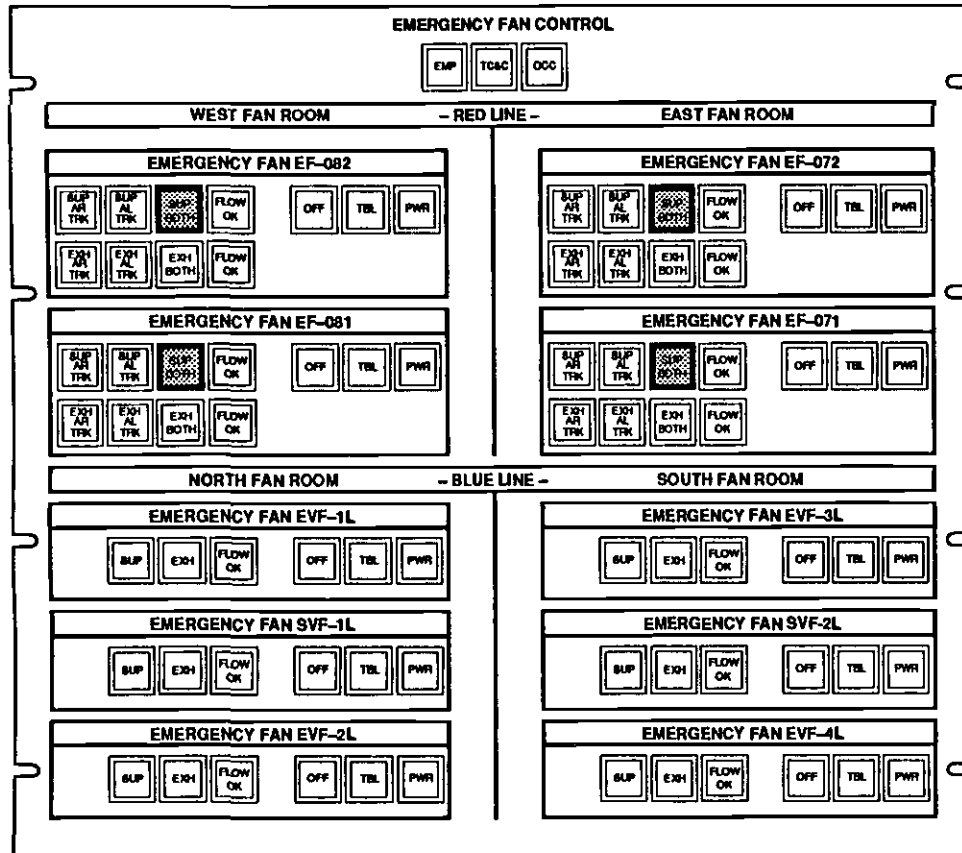 EMERGENCY FAN CONTROL
EMP TC&C OCC
WEST FAN ROOM – RED LINE – EAST FAN ROOM
EMERGENCY FAN EF–082
SUP AR TRK SUP AL TRK SUP BOTH FLOW OK OFF TBL PWR
EXH AR TRK EXH AL TRK EXH BOTH FLOW OK
EMERGENCY FAN EF–072
SUP AR TRK SUP AL TRK SUP BOTH FLOW OK OFF TBL PWR
EXH AR TRK EXH AL TRK EXH BOTH FLOW OK
EMERGENCY FAN EF–081
SUP AR TRK SUP AL TRK SUP BOTH FLOW OK OFF TBL PWR
EXH AR TRK EXH AL TRK EXH BOTH FLOW OK
EMERGENCY FAN EF–071
SUP AR TRK SUP AL TRK SUP BOTH FLOW OK OFF TBL PWR
EXH AR TRK EXH AL TRK EXH BOTH FLOW OK
NORTH FAN ROOM – BLUE LINE – SOUTH FAN ROOM
EMERGENCY FAN EVF–1L
SUP EXH FLOW OK OFF TBL PWR
EMERGENCY FAN EVF–3L
SUP EXH FLOW OK OFF TBL PWR
EMERGENCY FAN SVF–1L
SUP EXH FLOW OK OFF TBL PWR
EMERGENCY FAN SVF-2L
SUP EXH FLOW OK OFF TBL PWR
EMERGENCY FAN EVF–2L
SUP EXH FLOW OK OFF TBL PWR
EMERGENCY FAN EVF–4L
SUP EXH FLOW OK OFF TBL PWR